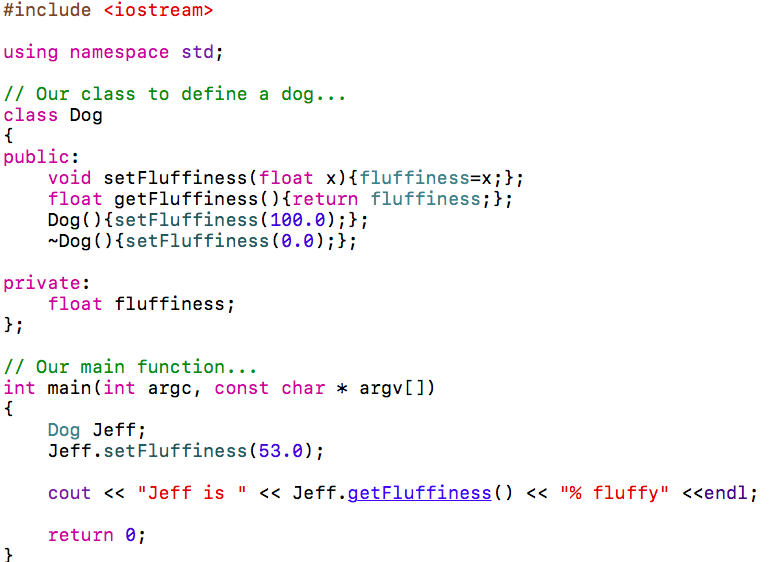 #include <iostream>
using namespace std;
// Our class to define a dog...
class Dog
{
public:
    void setFluffiness(float x){fluffiness=x;};
    float getFluffiness(){return fluffiness;};
    Dog(){setFluffiness(100.0);};
    ~Dog(){setFluffiness(0.0);};
private:
    float fluffiness;
};
// Our main function...
int main(int argc, const char * argv[])
{
    Dog Jeff;
    Jeff.setFluffiness(53.0);
    cout << "Jeff is " << Jeff.getFluffiness() << "% fluffy" <<endl;
    return 0;
}